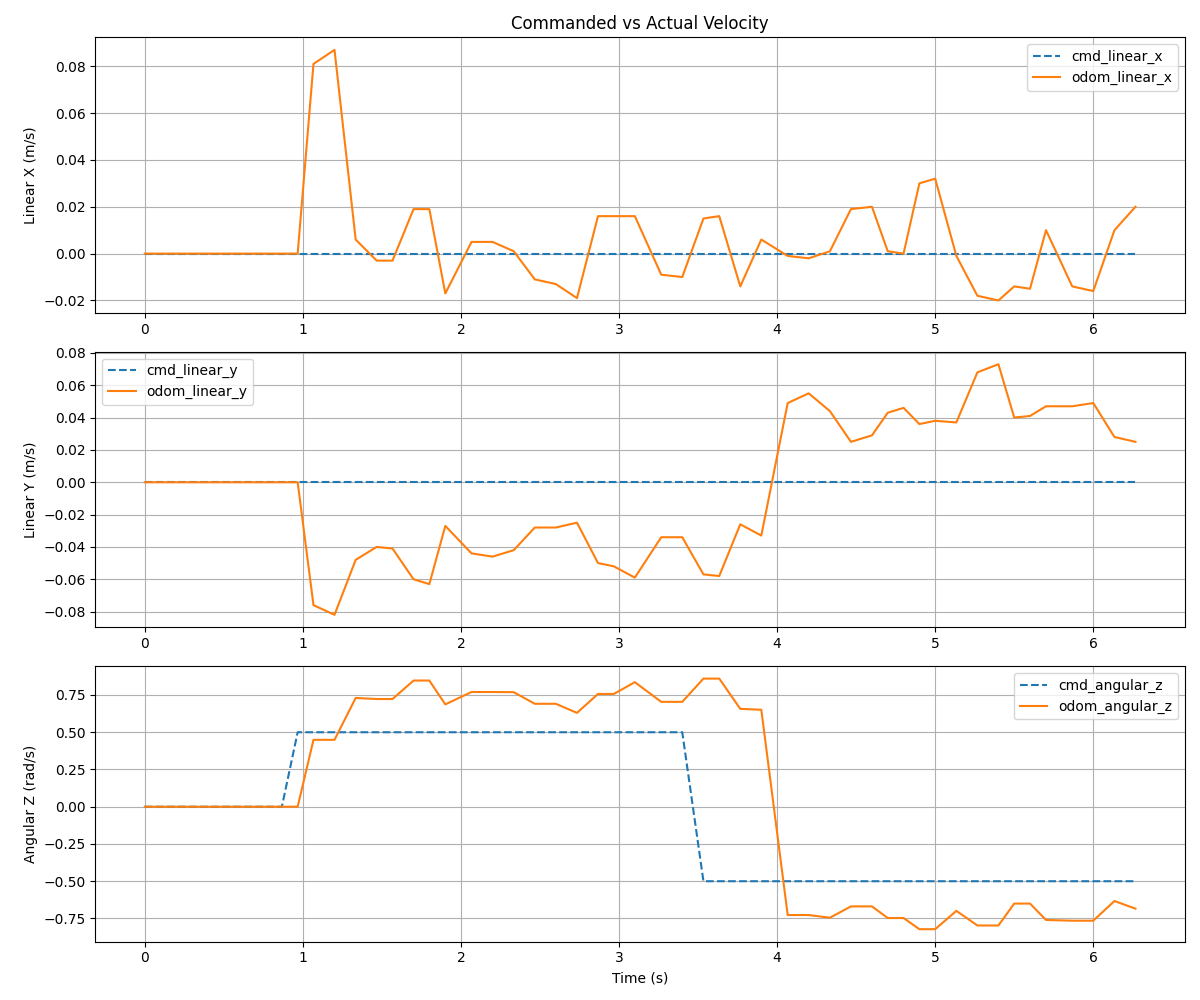 Commanded vs Actual Velocity
Linear X (m/s)
0.08
0.06
0.04
0.02
0.00
−0.02
cmd_linear_x
odom_linear_x
0 1 2 3 4 5 6
Linear Y (m/s)
0.08
0.06
0.04
0.02
0.00
−0.02
−0.04
−0.06
−0.08
cmd_linear_y
odom_linear_y
0 1 2 3 4 5 6
Angular Z (rad/s)
0.75
0.50
0.25
0.00
−0.25
−0.50
−0.75
cmd_angular_z
odom_angular_z
0 1 2 3 4 5 6
Time (s)